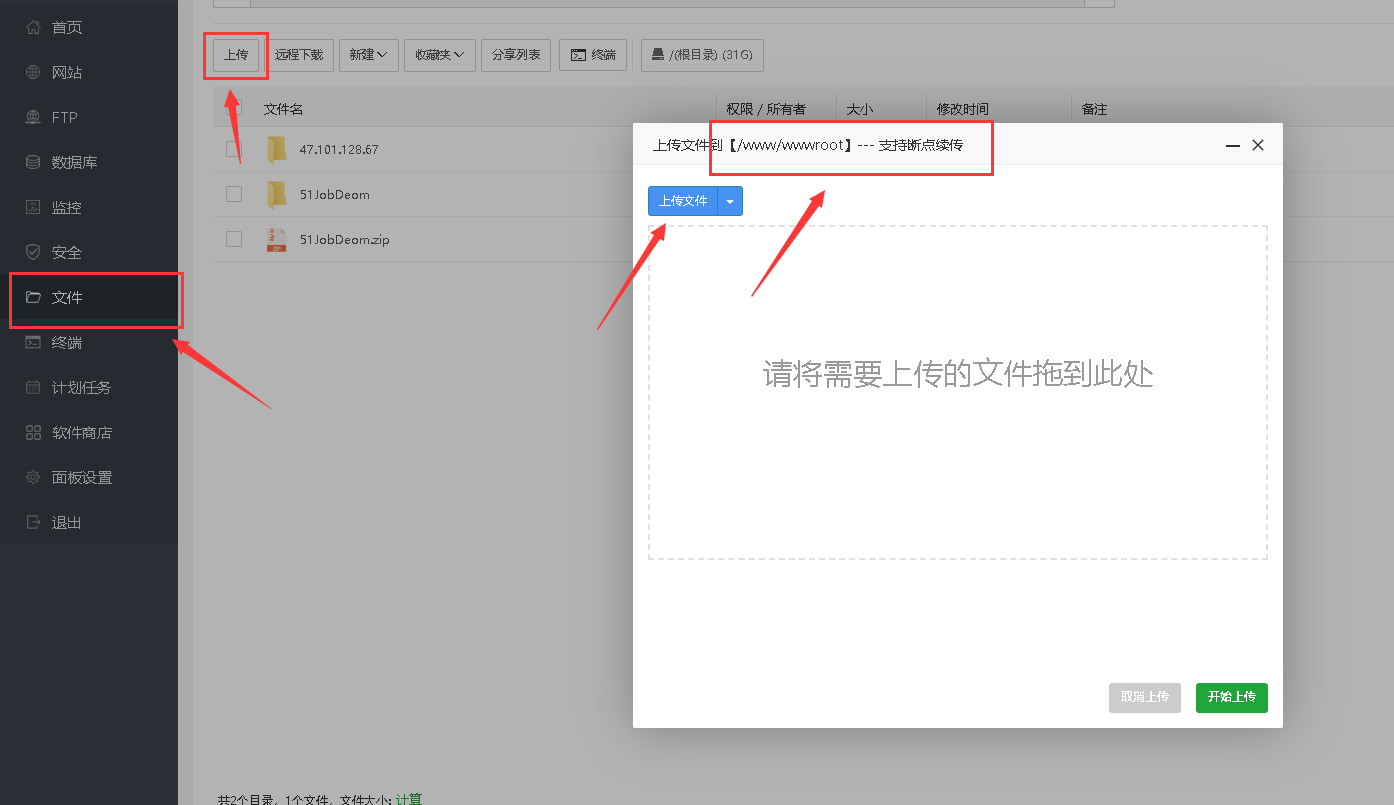 首页
网站
FTP
数据库
监控
安全
文件
终端
计划任务
软件商店
面板设置
退出
上传 远程下载 新建 收藏夹 分享列表 终端 /(根目录) (31G)
文件名 权限 / 所有者 大小 修改时间 备注
47.101.128.67
51JobDeom
51JobDeom.zip
上传文件到【/www/wwwroot】--- 支持断点续传
上传文件
请将需要上传的文件拖到此处
取消上传 开始上传
共2个目录，1个文件，文件大小: 计算